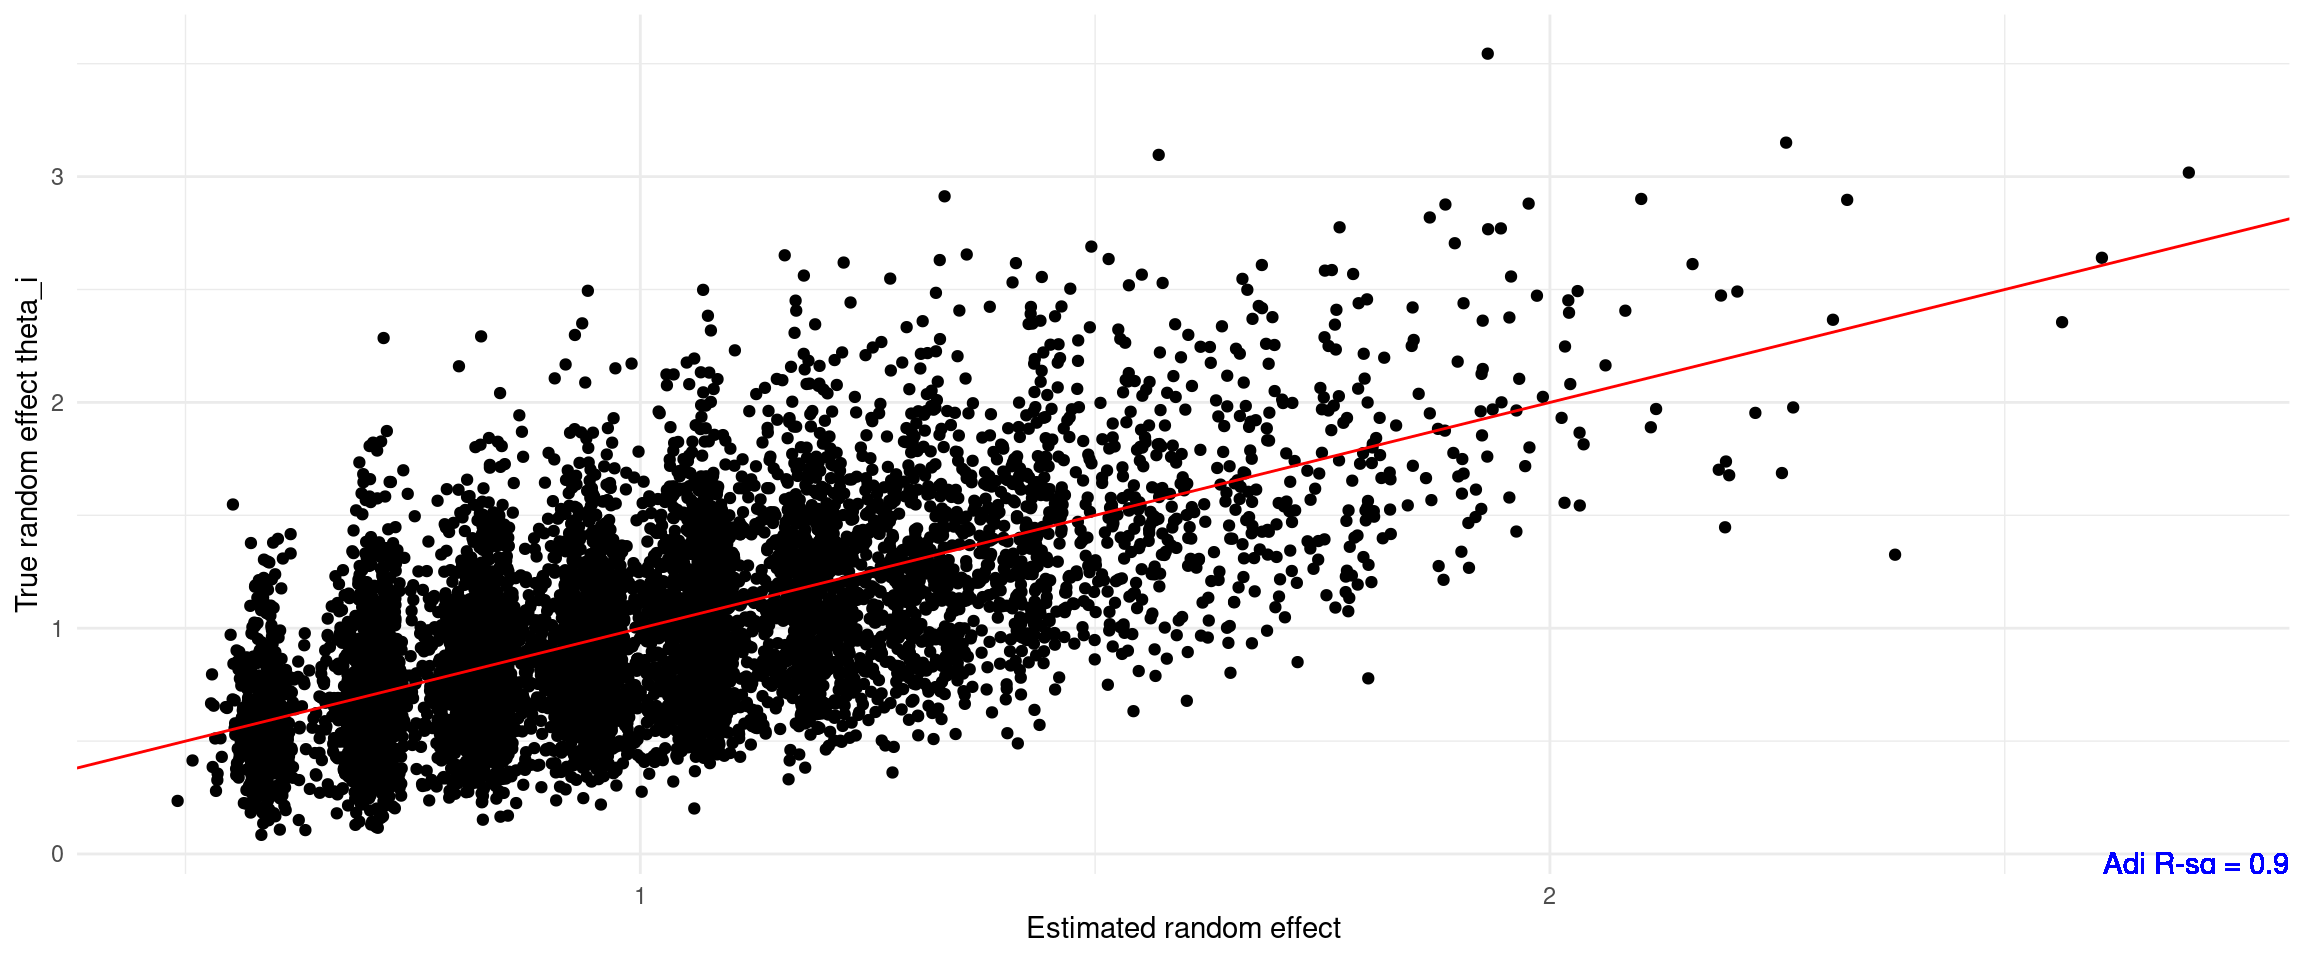 True random effect theta_i
3
2
1
0
1
2
Estimated random effect
Adj R-sq = 0.9